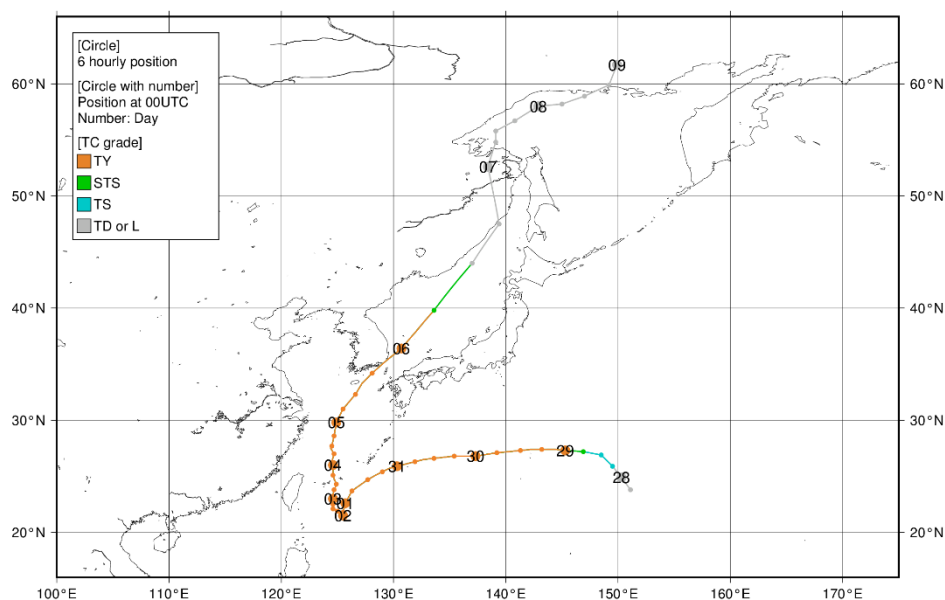 [Circle]
6 hourly position
[Circle with number]
Position at 00UTC
Number: Day
[TC grade]
TY
STS
TS
TD or L
09
08
07
06
05
04
03
02
01
31
30
29
28
60°N
50°N
40°N
30°N
20°N
60°N
50°N
40°N
30°N
20°N
100°E
110°E
120°E
130°E
140°E
150°E
160°E
170°E